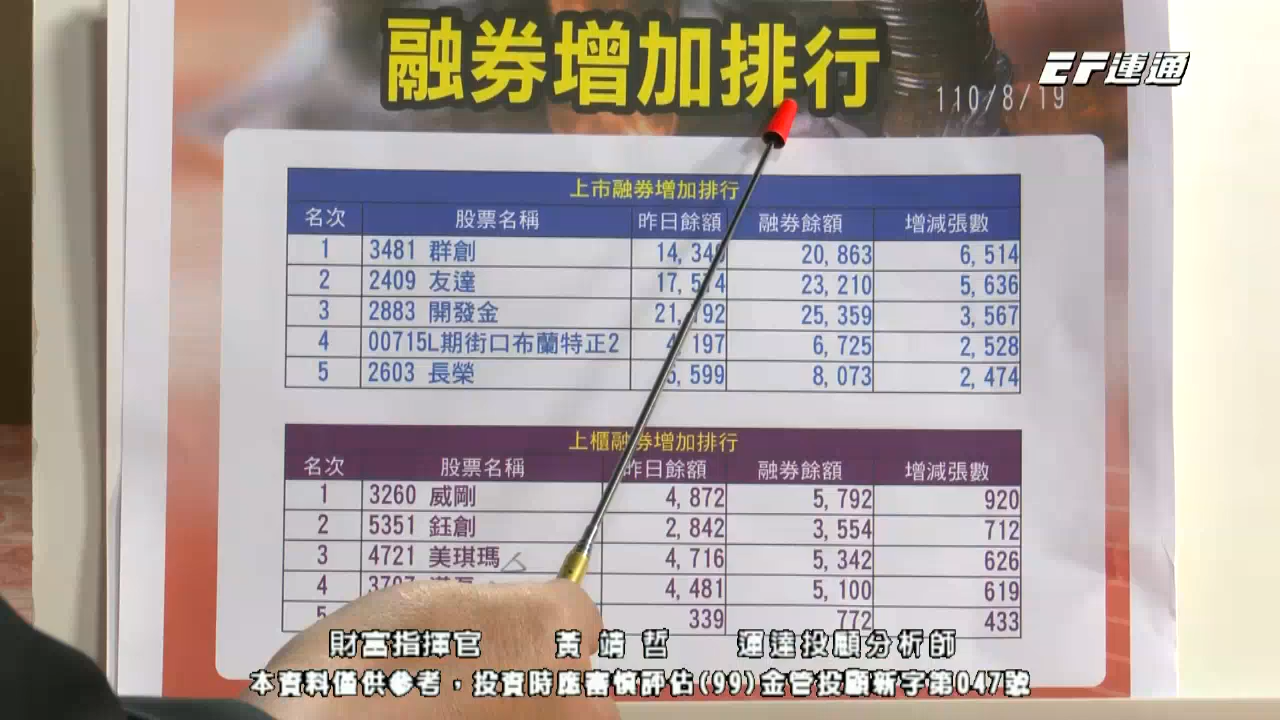 融券增加排行
EF運通
110/8/19
上市融券增加排行
名次 股票名稱 昨日餘額 融券餘額 增減張數
1 3481 群創 14,349 20,863 6,514
2 2409 友達 17,574 23,210 5,636
3 2883 開發金 21,792 25,359 3,567
4 00715L期街口布蘭特正2 4,197 6,725 2,528
5 2603 長榮 5,599 8,073 2,474
上櫃融券增加排行
名次 股票名稱 昨日餘額 融券餘額 增減張數
1 3260 威剛 4,872 5,792 920
2 5351 鈺創 2,842 3,554 712
3 4721 美琪瑪 4,716 5,342 626
4 4,481 5,100 619
5 339 772 433
財富指揮官 黃靖哲 運達投顧分析師
本資料僅供參考，投資時應審慎評估(99)金管投顧新字第047號